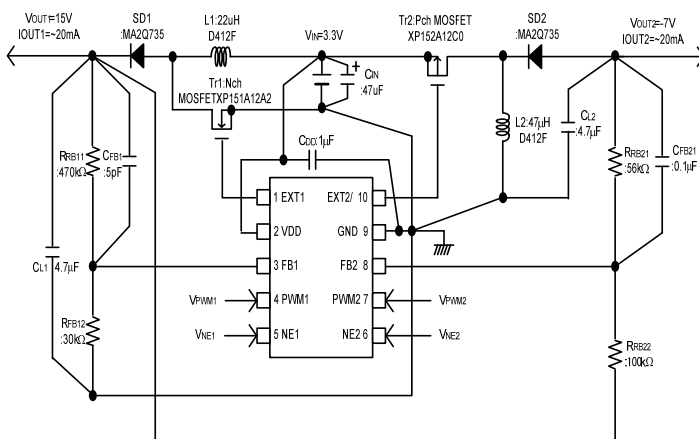 VOUT1=15V
IOUT1=~20mA
SD1
:MA2Q735
L1:22uH
D412F
VIN=3.3V
Tr2:Pch MOSFET
XP152A12C0
SD2
:MA2Q735
VOUT2=-7V
IOUT2=~20mA
Tr1:Nch
MOSFETXP151A12A2
+
CIN
:47uF
L2:47μH
D412F
CL2
:4.7μF
RRB11
:470kΩ
CFB1
:5pF
CDD:1μF
RRB21
:56kΩ
CFB21
:0.1μF
1 EXT1
EXT2/ 10
2 VDD
GND 9
3 FB1
FB2 8
4 PWM1
PWM2 7
5 NE1
NE2 6
VPWM1
VPWM2
VNE1
VNE2
CL1 4.7μF
RFB12
:30kΩ
RRB22
:100kΩ